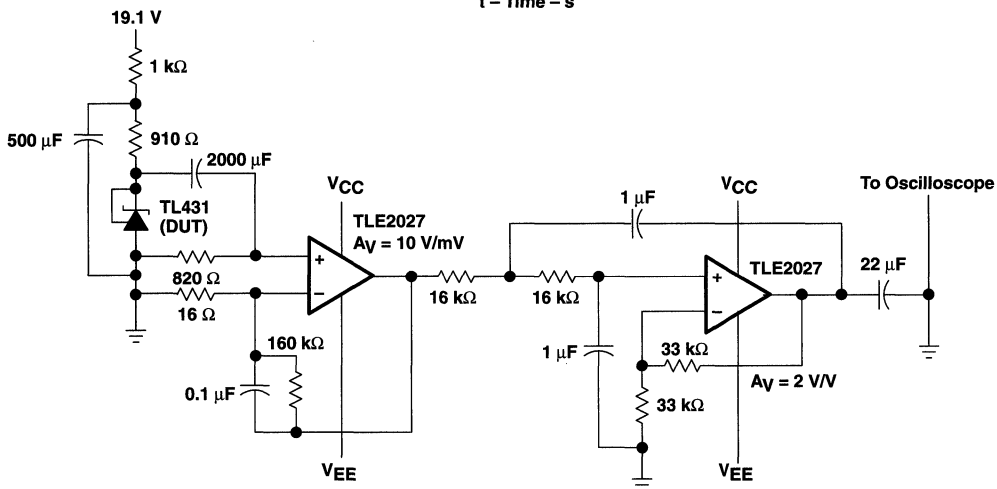 t – Time – s
19.1 V
1 kΩ
500 μF
910 Ω
2000 μF
TL431
(DUT)
820 Ω
16 Ω
160 kΩ
0.1 μF
VCC
TLE2027
AV = 10 V/mV
+
–
VEE
16 kΩ
16 kΩ
1 μF
1 μF
VCC
TLE2027
+
–
33 kΩ
33 kΩ
AV = 2 V/V
VEE
22 μF
To Oscilloscope